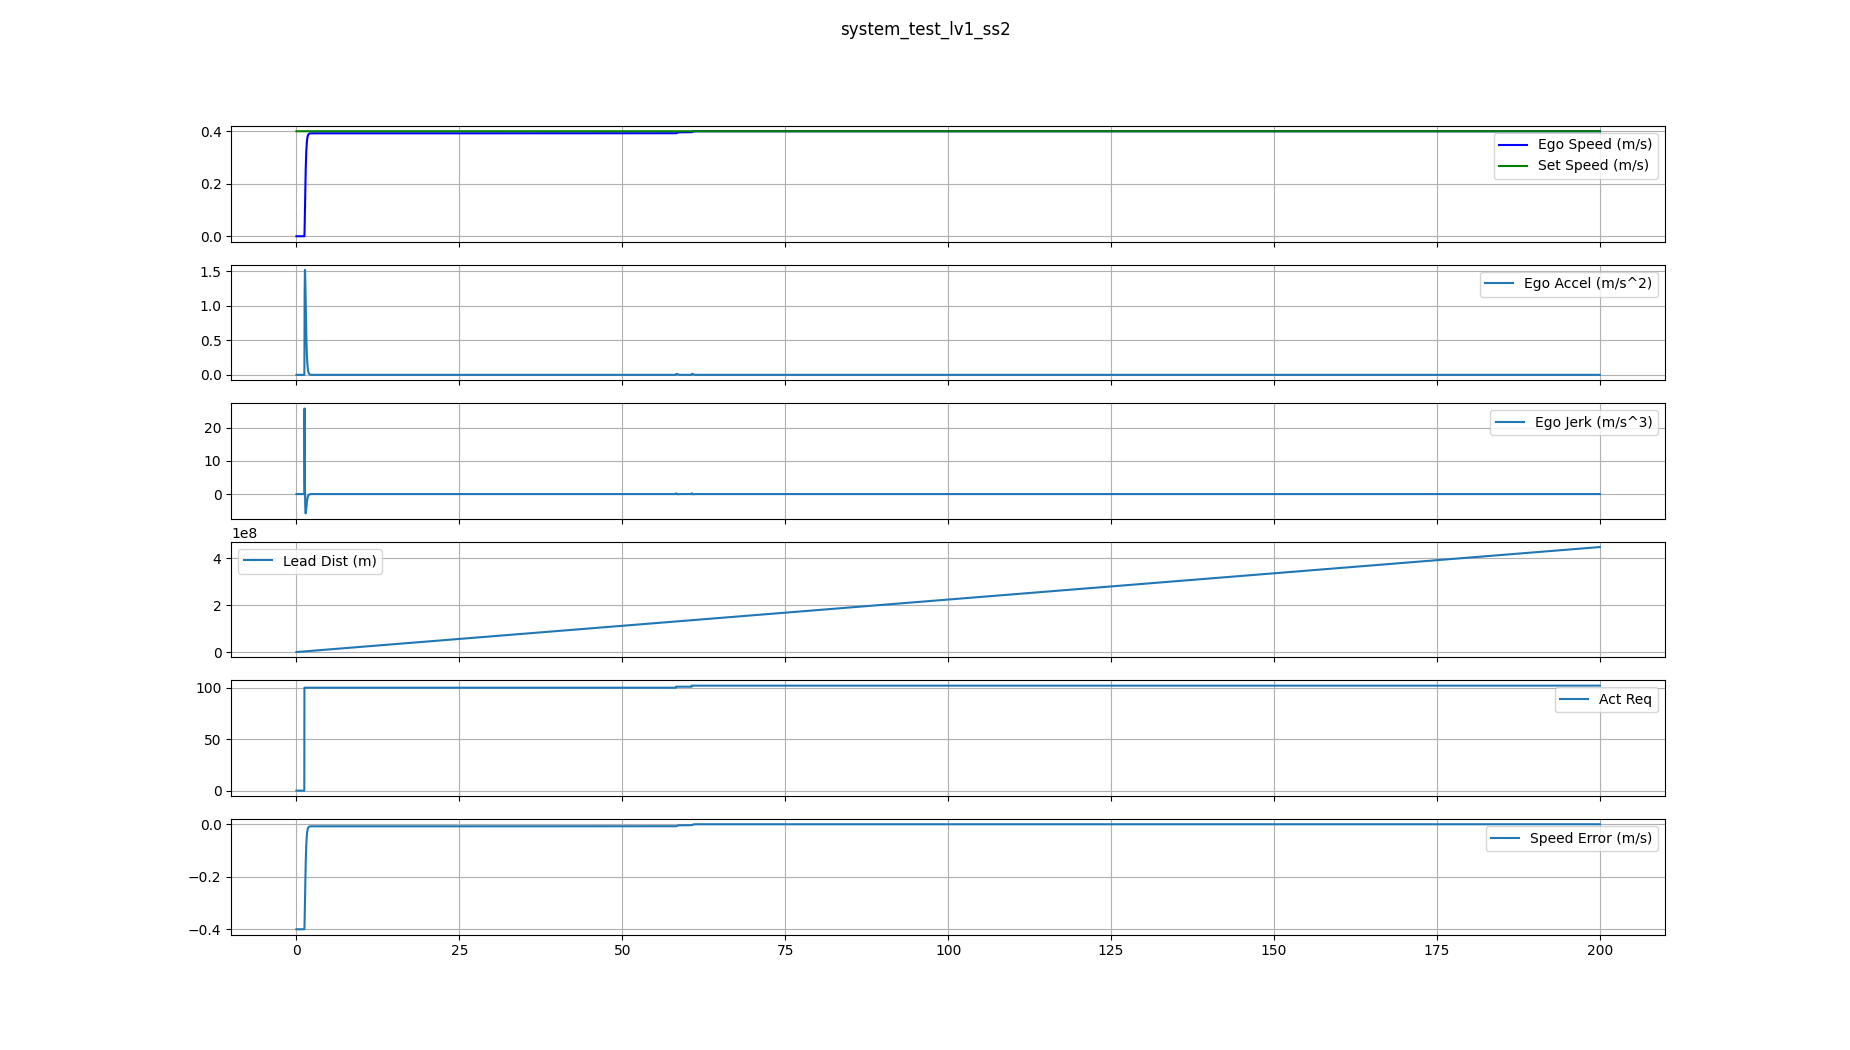 system_test_lv1_ss2
0.4
0.2
0.0
Ego Speed (m/s)
Set Speed (m/s)
1.5
1.0
0.5
0.0
Ego Accel (m/s^2)
20
10
0
Ego Jerk (m/s^3)
1e8
4
2
0
Lead Dist (m)
100
50
0
Act Req
0.0
−0.2
−0.4
Speed Error (m/s)
0 25 50 75 100 125 150 175 200